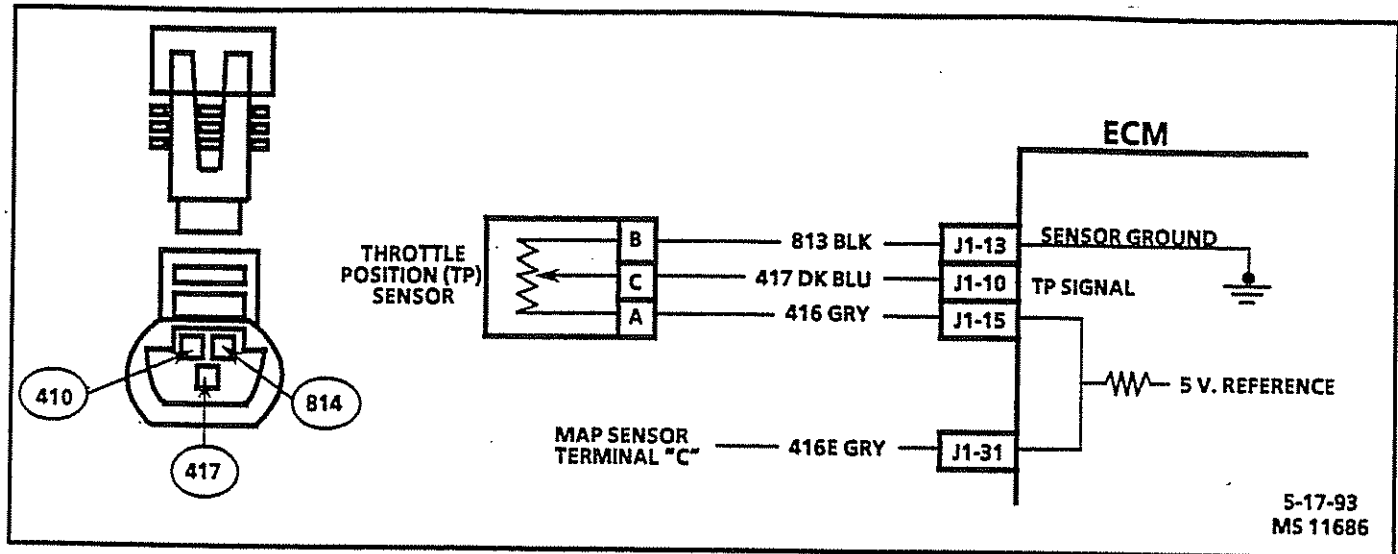 ECM
THROTTLE
POSITION (TP)
SENSOR
B
813 BLK
J1-13
SENSOR GROUND
C
417 DK BLU
J1-10
TP SIGNAL
A
416 GRY
J1-15
5 V. REFERENCE
MAP SENSOR
TERMINAL "C"
416E GRY
J1-31
410
814
417
5-17-93
MS 11686